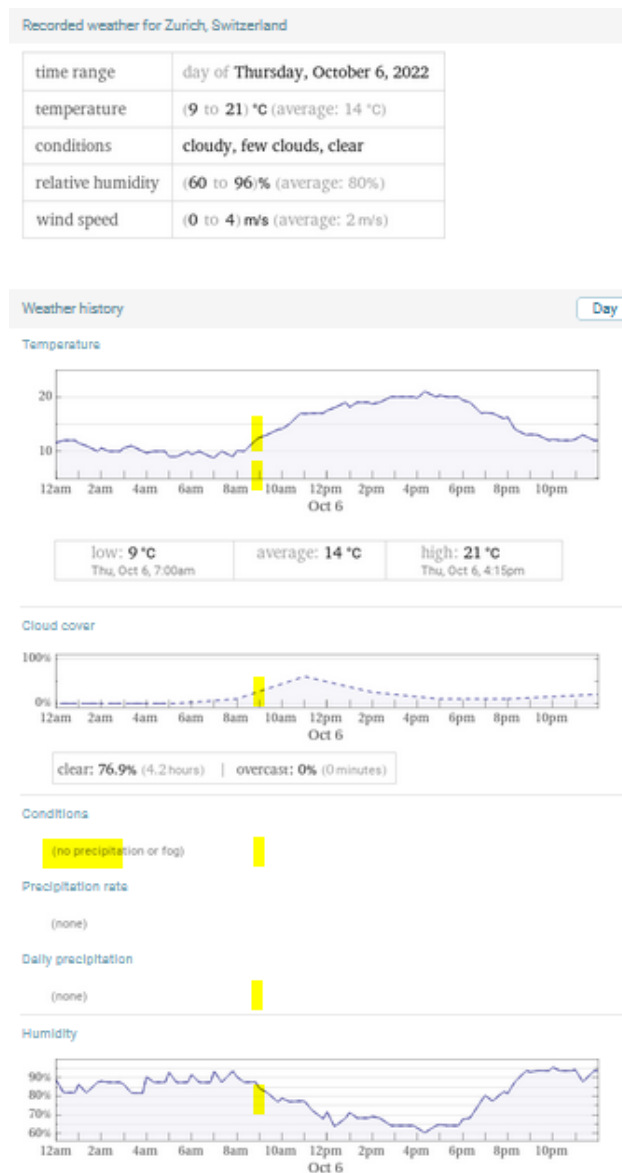 Recorded weather for Zurich, Switzerland
time range day of Thursday, October 6, 2022
temperature (9 to 21) °C (average: 14 °C)
conditions cloudy, few clouds, clear
relative humidity (60 to 96)% (average: 80%)
wind speed (0 to 4) m/s (average: 2 m/s)
Weather history Day
Temperature
20
10
12am 2am 4am 6am 8am 10am 12pm 2pm 4pm 6pm 8pm 10pm
Oct 6
low: 9 °C average: 14 °C high: 21 °C
Thu, Oct 6, 7:00am Thu, Oct 6, 4:15pm
Cloud cover
100%
0%
12am 2am 4am 6am 8am 10am 12pm 2pm 4pm 6pm 8pm 10pm
Oct 6
clear: 76.9% (4.2 hours) | overcast: 0% (0 minutes)
Conditions
(no precipitation or fog)
Precipitation rate
(none)
Daily precipitation
(none)
Humidity
90%
80%
70%
60%
12am 2am 4am 6am 8am 10am 12pm 2pm 4pm 6pm 8pm 10pm
Oct 6